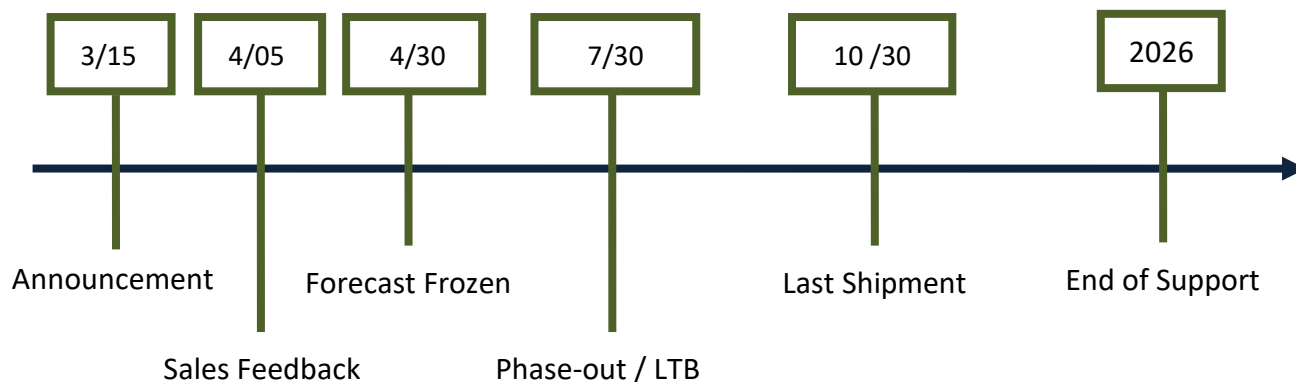 3/15
4/05
4/30
7/30
10 /30
2026
Announcement
Forecast Frozen
Last Shipment
End of Support
Sales Feedback
Phase-out / LTB